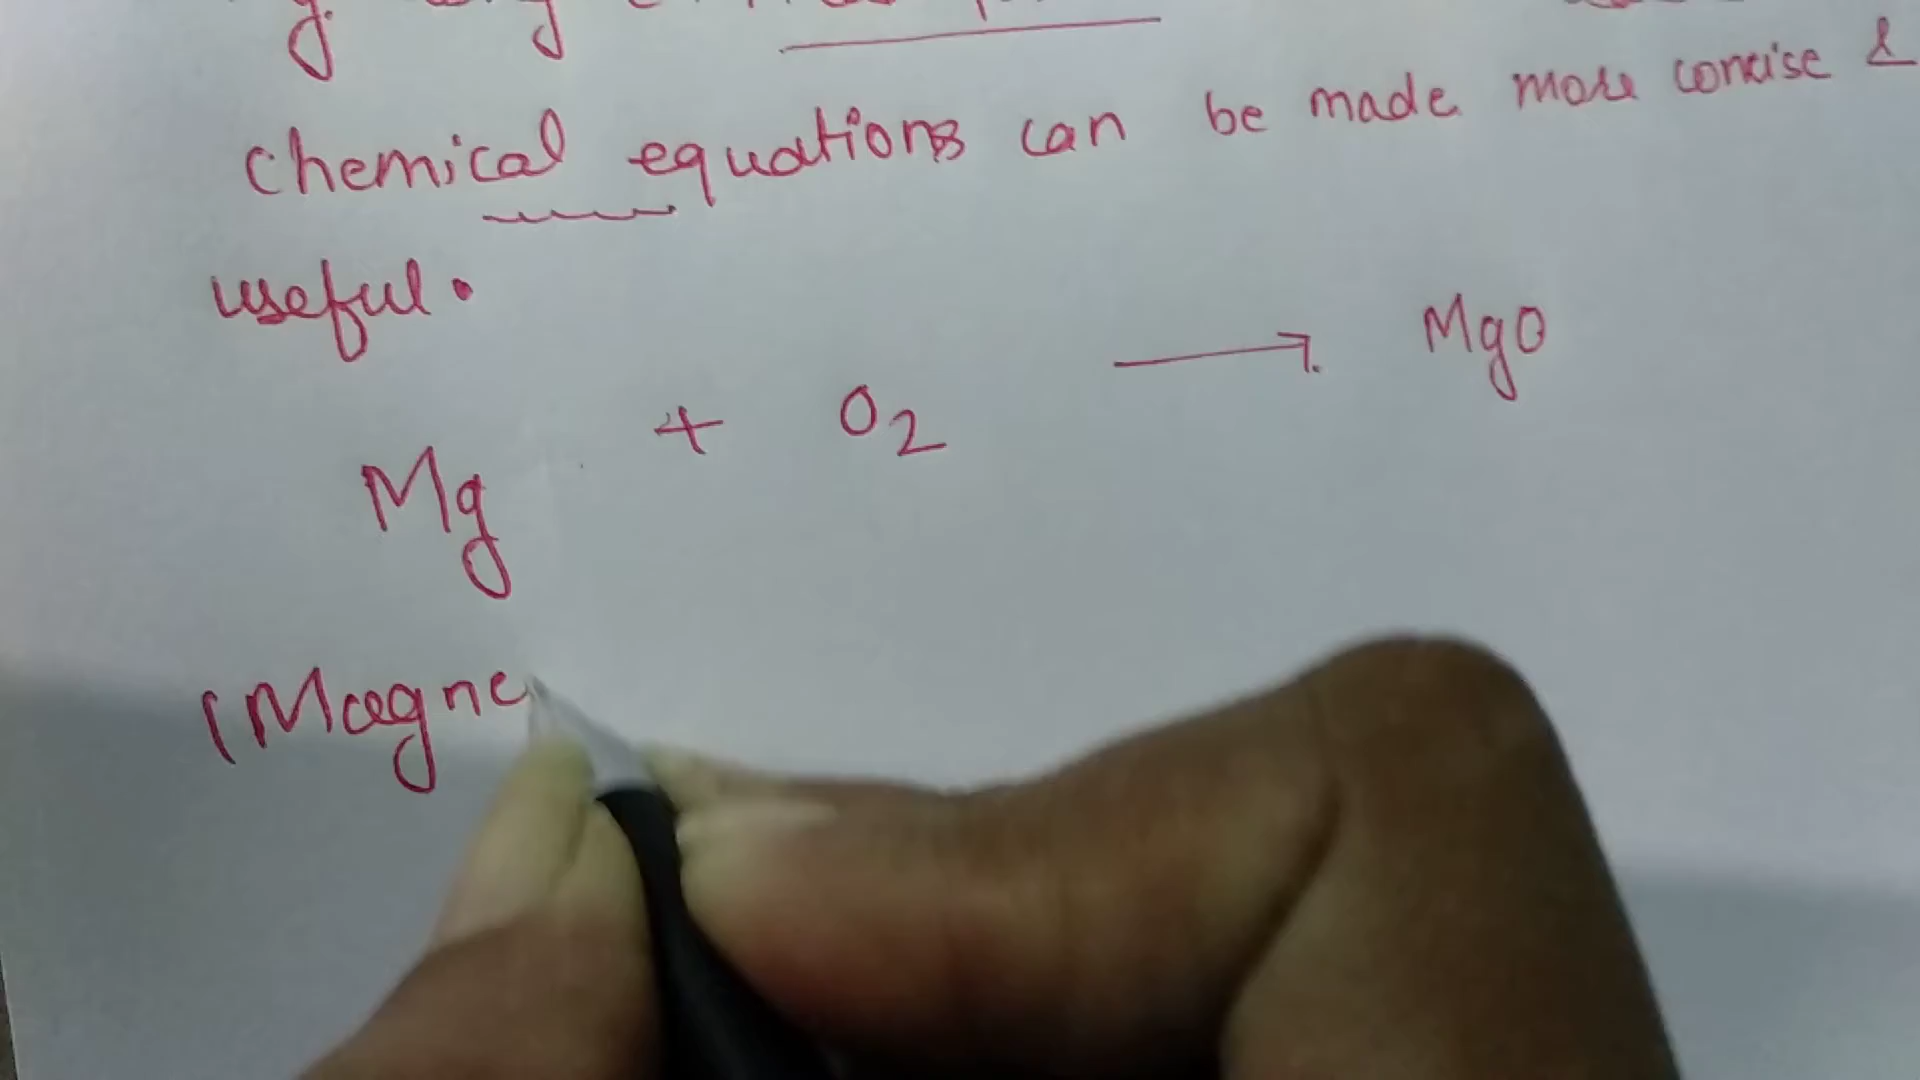 chemical equations can be made more concise &
useful.
Mg + O2 → MgO
(Magne